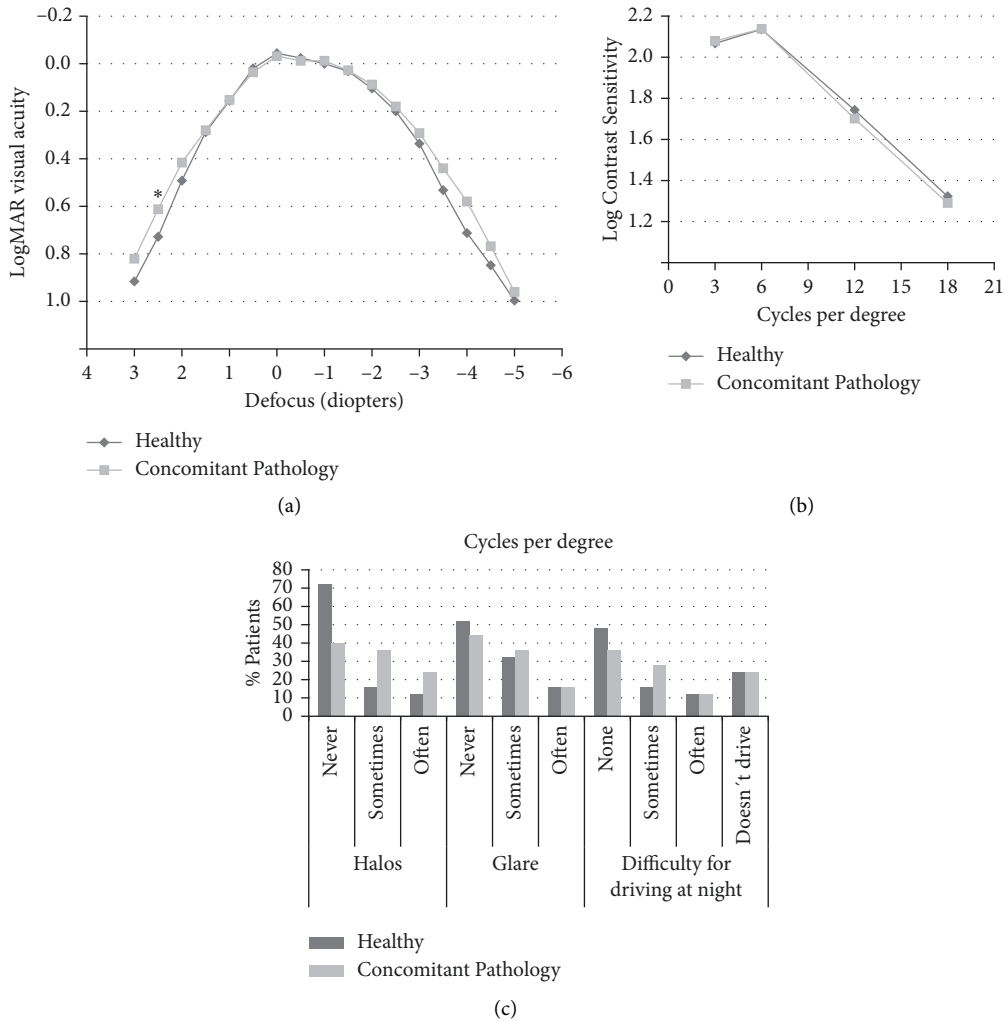 –0.2
0.0
0.2
0.4
0.6
0.8
1.0
LogMAR visual acuity
*
4 3 2 1 0 –1 –2 –3 –4 –5 –6
Defocus (diopters)
Healthy
Concomitant Pathology
(a)
2.2
2.0
1.8
1.6
1.4
1.2
Log Contrast Sensitivity
0 3 6 9 12 15 18 21
Cycles per degree
Healthy
Concomitant Pathology
(b)
Cycles per degree
80
70
60
50
40
30
20
10
0
% Patients
Never
Sometimes
Often
Never
Sometimes
Often
None
Sometimes
Often
Doesn´t drive
Halos
Glare
Difficulty for
driving at night
Healthy
Concomitant Pathology
(c)